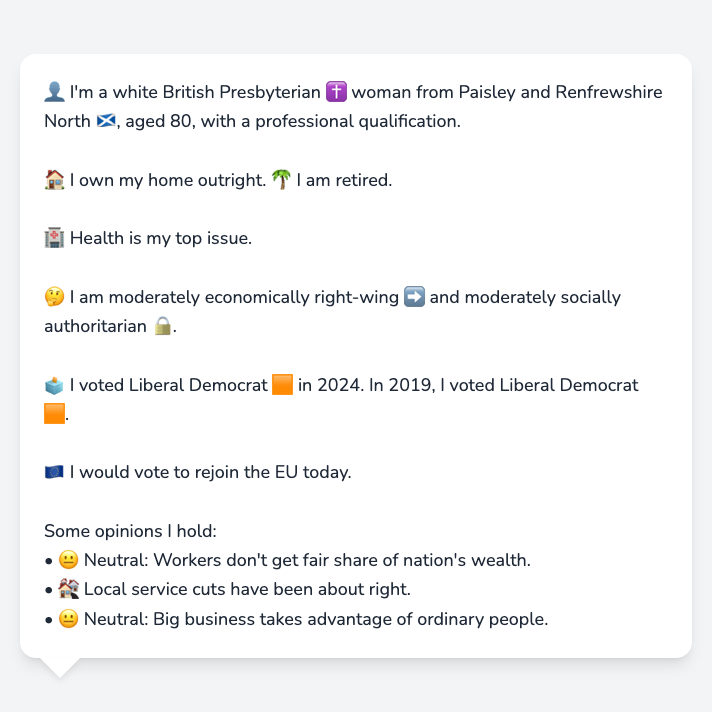 👤 I'm a white British Presbyterian ✝️ woman from Paisley and Renfrewshire
North 🏴󠁧󠁢󠁳󠁣󠁴󠁿, aged 80, with a professional qualification.
🏠 I own my home outright. 🌴 I am retired.
🏥 Health is my top issue.
🤔 I am moderately economically right-wing ➡️ and moderately socially
authoritarian 🔒.
🗳️ I voted Liberal Democrat 🟧 in 2024. In 2019, I voted Liberal Democrat
🟧.
🇪🇺 I would vote to rejoin the EU today.
Some opinions I hold:
• 😐 Neutral: Workers don't get fair share of nation's wealth.
• 🏚️ Local service cuts have been about right.
• 😐 Neutral: Big business takes advantage of ordinary people.